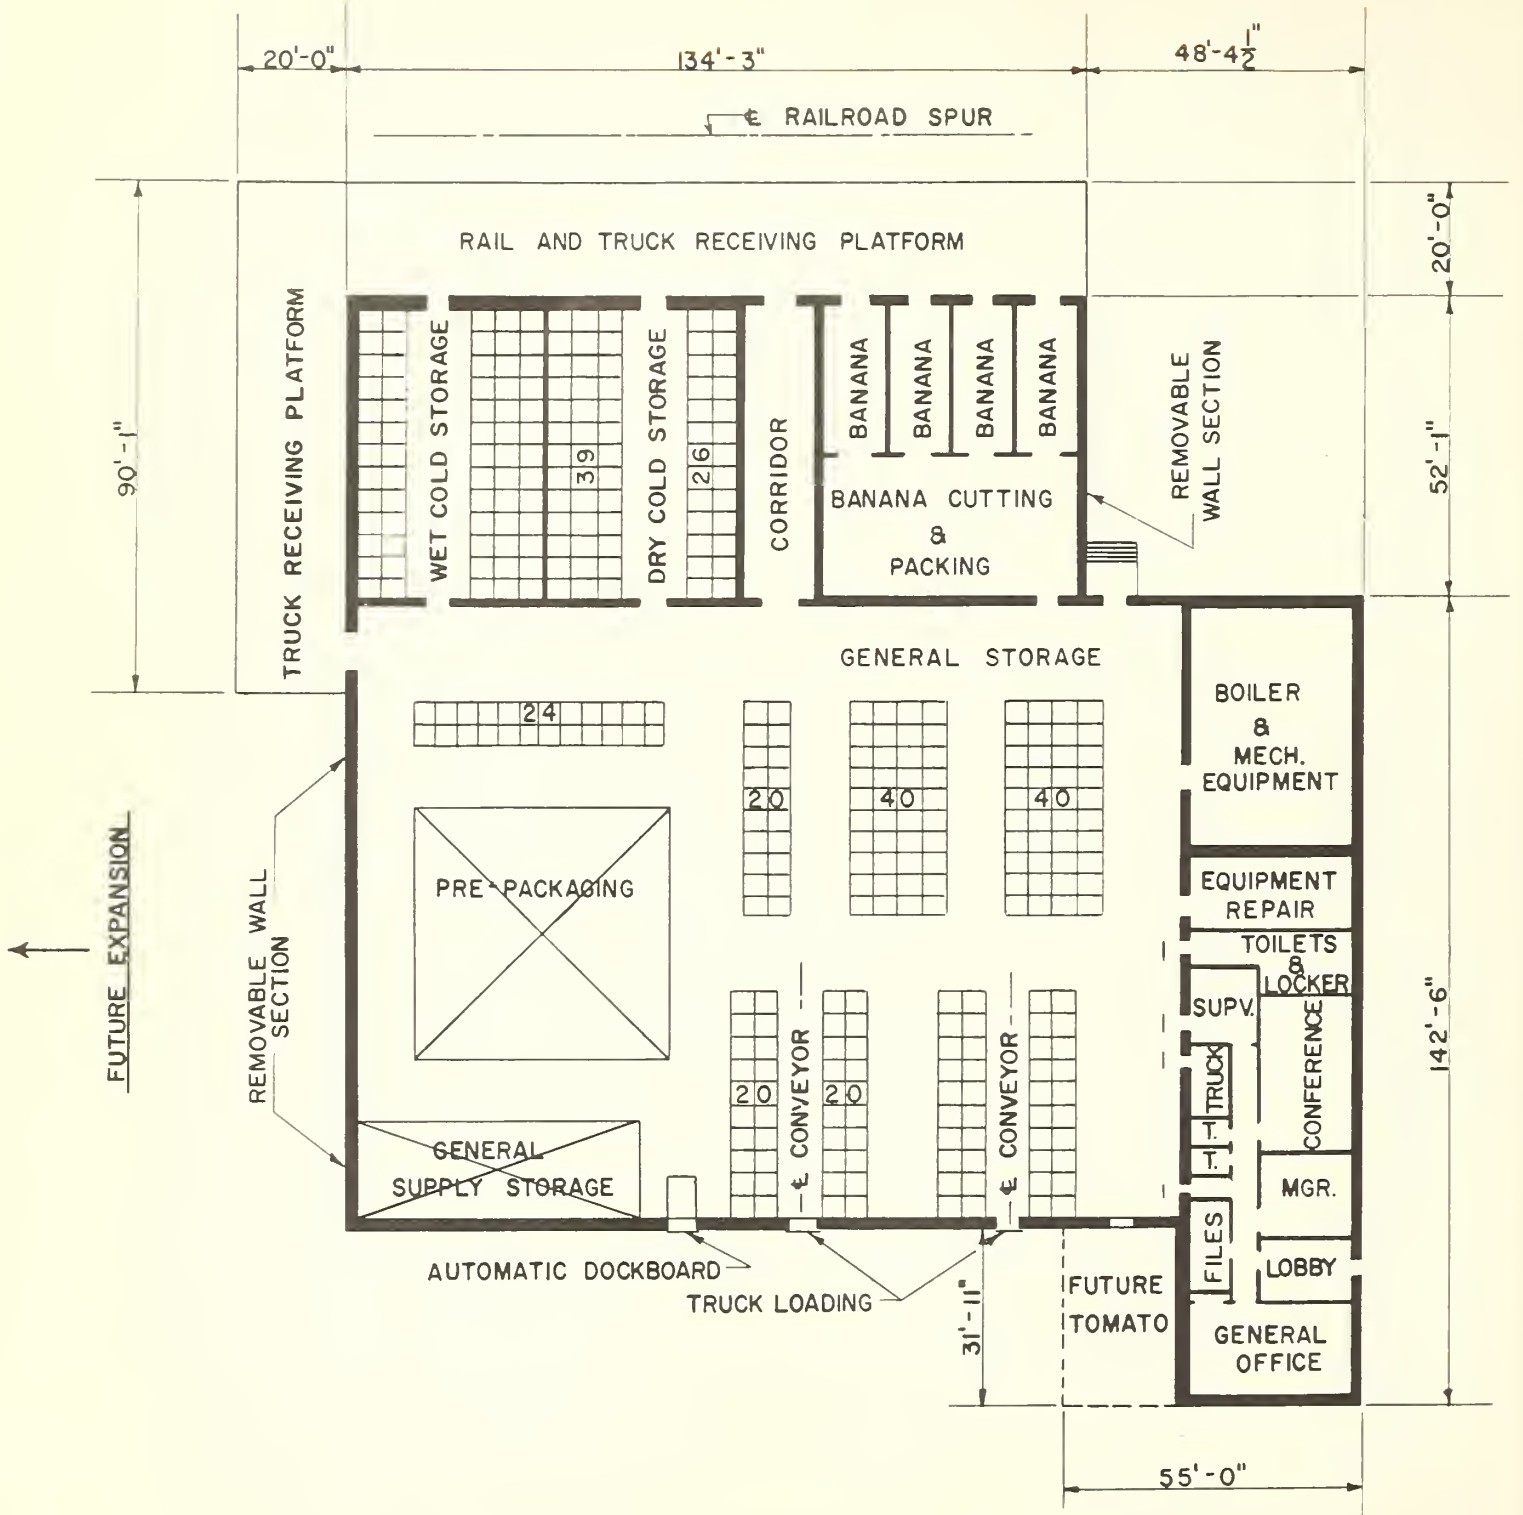 20'-0"
134'-3"
48'-4½"
℄ RAILROAD SPUR
RAIL AND TRUCK RECEIVING PLATFORM
20'-0"
TRUCK RECEIVING PLATFORM
90'-1"
WET COLD STORAGE
39
DRY COLD STORAGE
26
CORRIDOR
BANANA
BANANA
BANANA
BANANA
BANANA CUTTING
&
PACKING
REMOVABLE
WALL SECTION
52'-1"
GENERAL STORAGE
24
20
40
40
BOILER
&
MECH.
EQUIPMENT
PRE-PACKAGING
EQUIPMENT
REPAIR
TOILETS
&
LOCKER
SUPV.
CONFERENCE
TRUCK
T.
T.
MGR.
FILES
LOBBY
GENERAL
OFFICE
142'-6"
FUTURE EXPANSION
REMOVABLE WALL
SECTION
20
℄ CONVEYOR
20
℄ CONVEYOR
GENERAL
SUPPLY STORAGE
AUTOMATIC DOCKBOARD
TRUCK LOADING
31'-11"
FUTURE
TOMATO
55'-0"